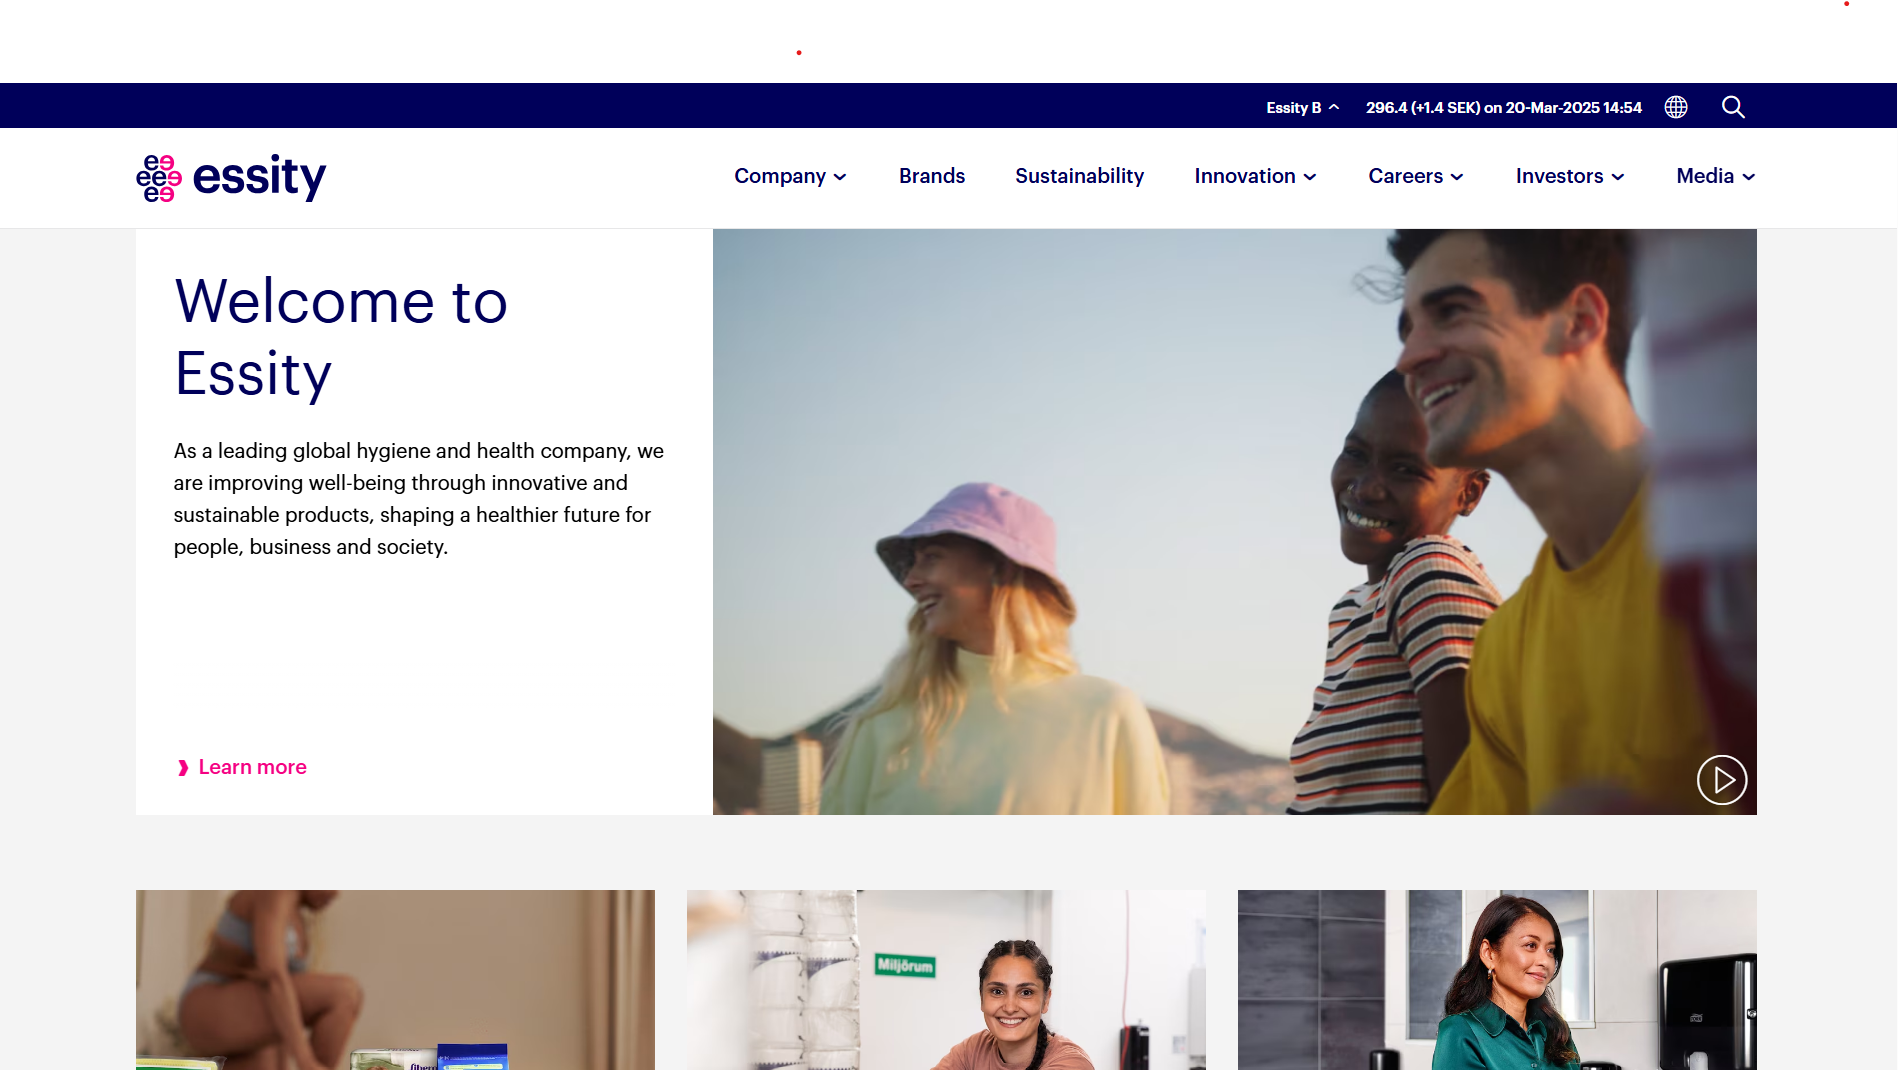 Essity B 296.4 (+1.4 SEK) on 20-Mar-2025 14:54
essity
Company Brands Sustainability Innovation Careers Investors Media
Welcome to
Essity
As a leading global hygiene and health company, we
are improving well-being through innovative and
sustainable products, shaping a healthier future for
people, business and society.
Learn more
Miljörum